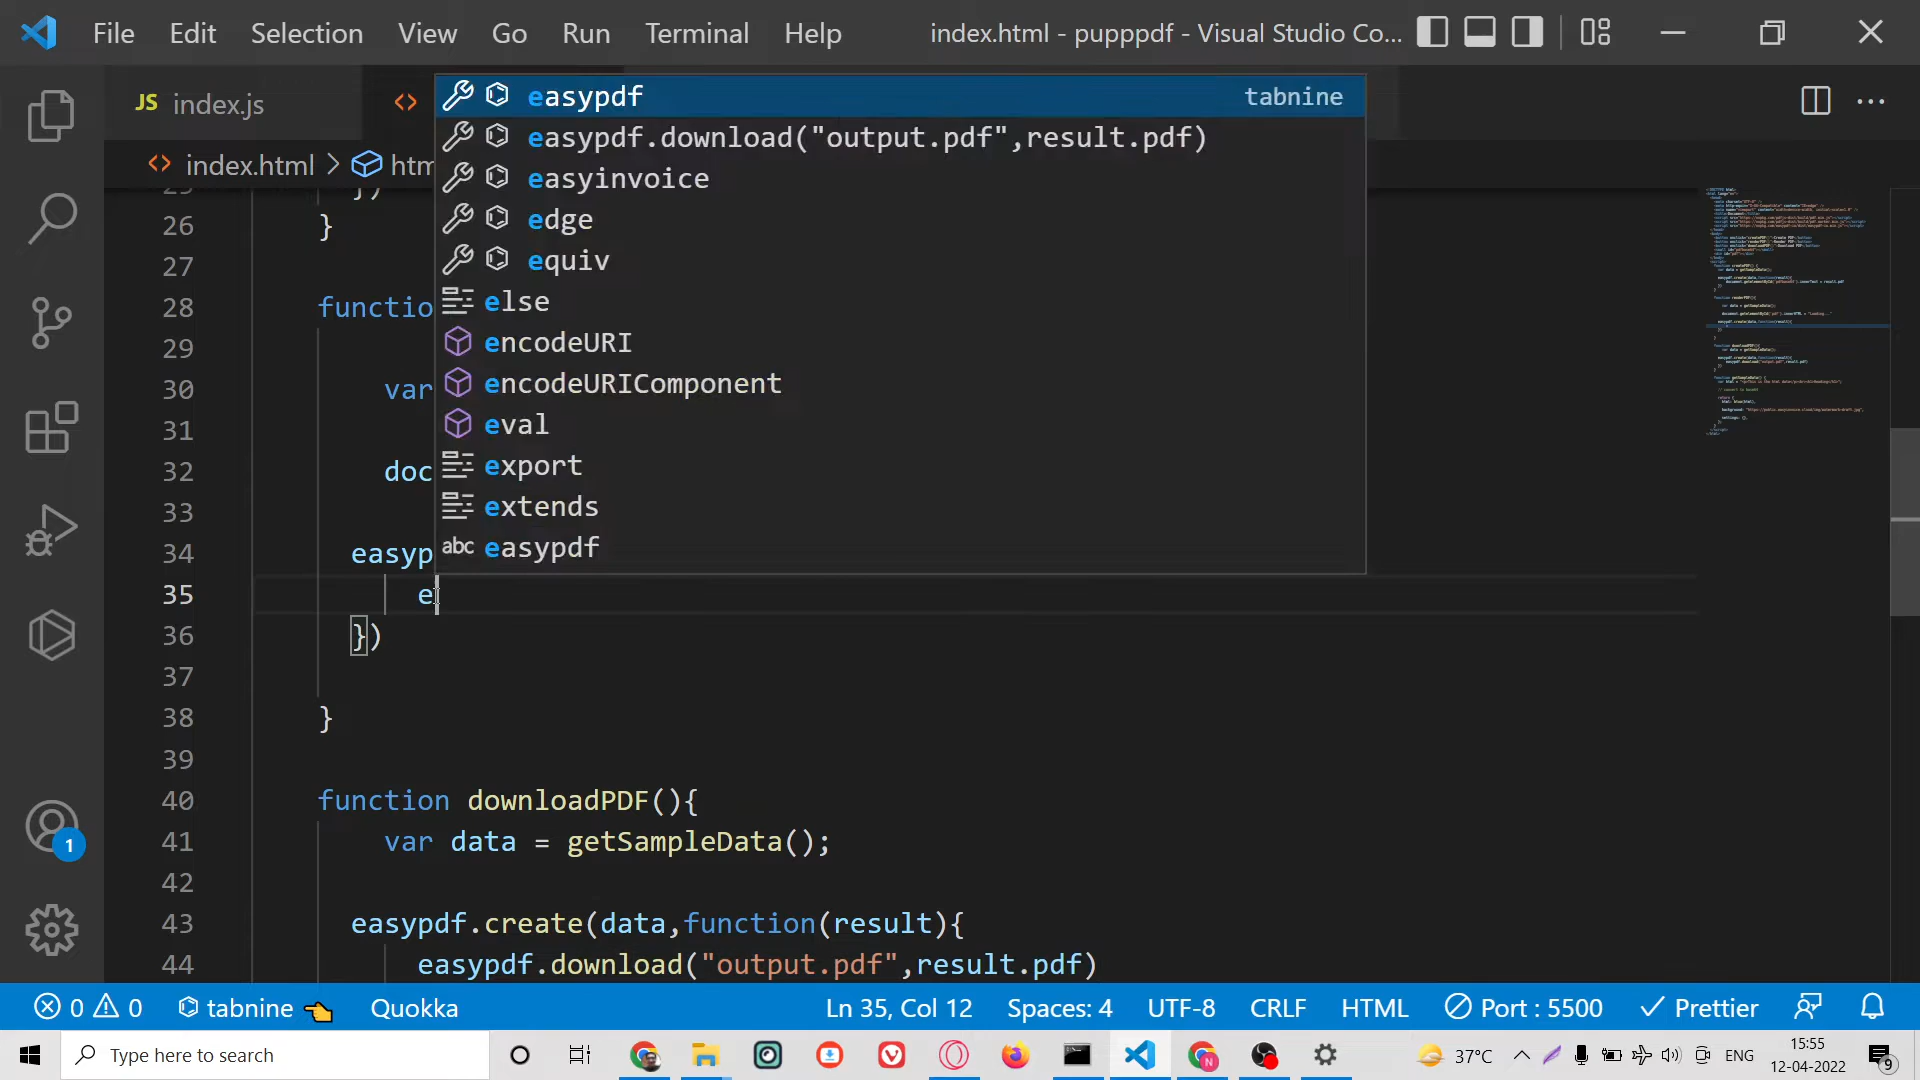 File Edit Selection View Go Run Terminal Help
index.html - pupppdf - Visual Studio Co...
JS index.js
index.html > htm
easypdf tabnine
easypdf.download("output.pdf",result.pdf)
easyinvoice
edge
equiv
else
encodeURI
encodeURIComponent
eval
export
extends
abc easypdf
26 }
27
28 functio
29
30 var
31
32 doc
33
34 easyp
35 e
36 })
37
38 }
39
40 function downloadPDF(){
41 var data = getSampleData();
42
43 easypdf.create(data,function(result){
44 easypdf.download("output.pdf",result.pdf)
1
0 0 tabnine Quokka Ln 35, Col 12 Spaces: 4 UTF-8 CRLF HTML Port : 5500 Prettier
Type here to search
37°C ENG
15:55
12-04-2022
9